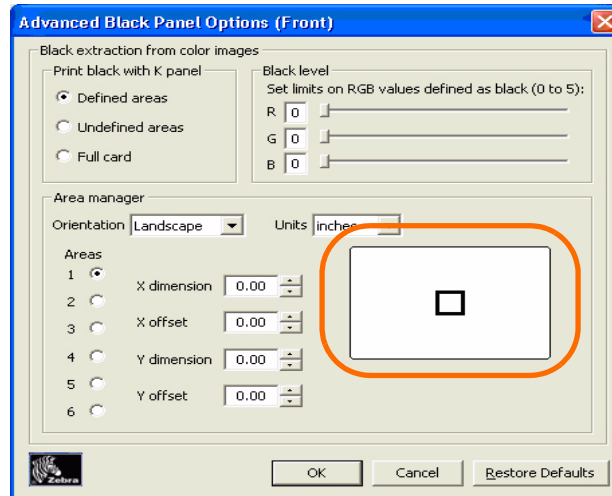 Advanced Black Panel Options (Front)
Black extraction from color images
Print black with K panel
Defined areas
Undefined areas
Full card
Black level
Set limits on RGB values defined as black (0 to 5):
R 0
G 0
B 0
Area manager
Orientation Landscape Units inches
Areas
1
2
3
4
5
6
X dimension 0.00
X offset 0.00
Y dimension 0.00
Y offset 0.00
Zebra
OK Cancel Restore Defaults